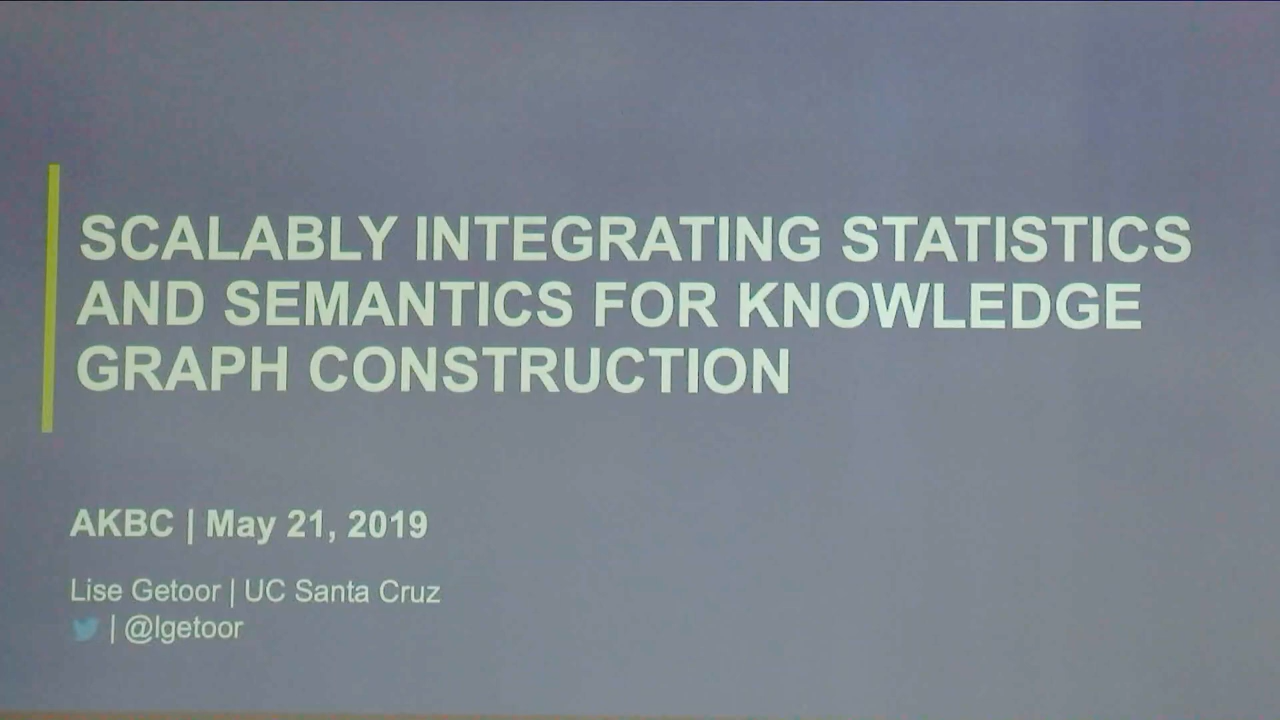 SCALABLY INTEGRATING STATISTICS
AND SEMANTICS FOR KNOWLEDGE
GRAPH CONSTRUCTION
AKBC | May 21, 2019
Lise Getoor | UC Santa Cruz
| @lgetoor